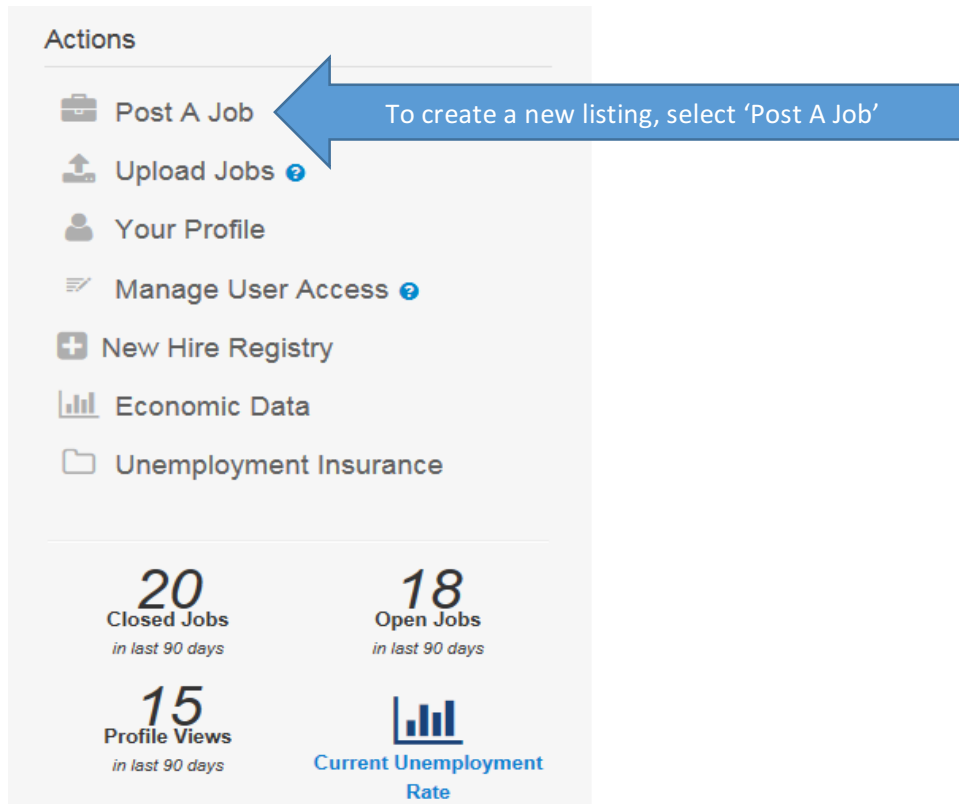 Actions
Post A Job
To create a new listing, select ‘Post A Job’
Upload Jobs ?
Your Profile
Manage User Access ?
New Hire Registry
Economic Data
Unemployment Insurance
20
Closed Jobs
in last 90 days
18
Open Jobs
in last 90 days
15
Profile Views
in last 90 days
Current Unemployment
Rate